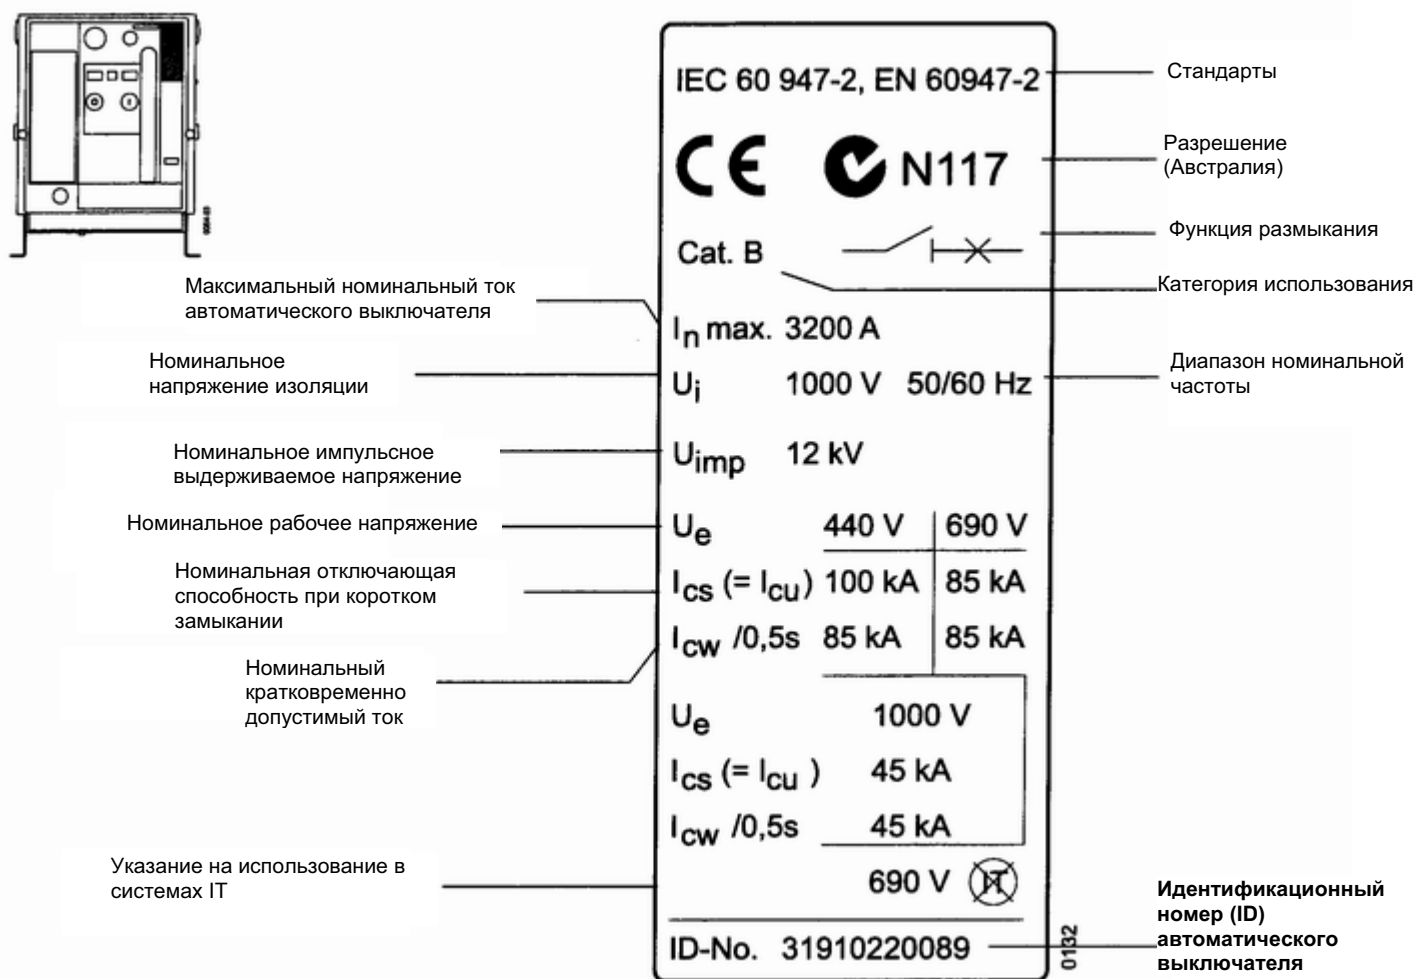 IEC 60 947-2, EN 60947-2
Стандарты
CE N117
Разрешение
(Австралия)
Cat. B
Функция размыкания
Категория использования
Максимальный номинальный ток
автоматического выключателя
In max. 3200 A
Номинальное
напряжение изоляции
Ui 1000 V 50/60 Hz
Диапазон номинальной
частоты
Номинальное импульсное
выдерживаемое напряжение
Uimp 12 kV
Номинальное рабочее напряжение
Ue 440 V 690 V
Номинальная отключающая
способность при коротком
замыкании
Ics (= Icu) 100 kA 85 kA
Icw /0,5s 85 kA 85 kA
Номинальный
кратковременно
допустимый ток
Ue 1000 V
Ics (= Icu ) 45 kA
Icw /0,5s 45 kA
Указание на использование в
системах IT
690 V IT
ID-No. 31910220089
0132
Идентификационный
номер (ID)
автоматического
выключателя